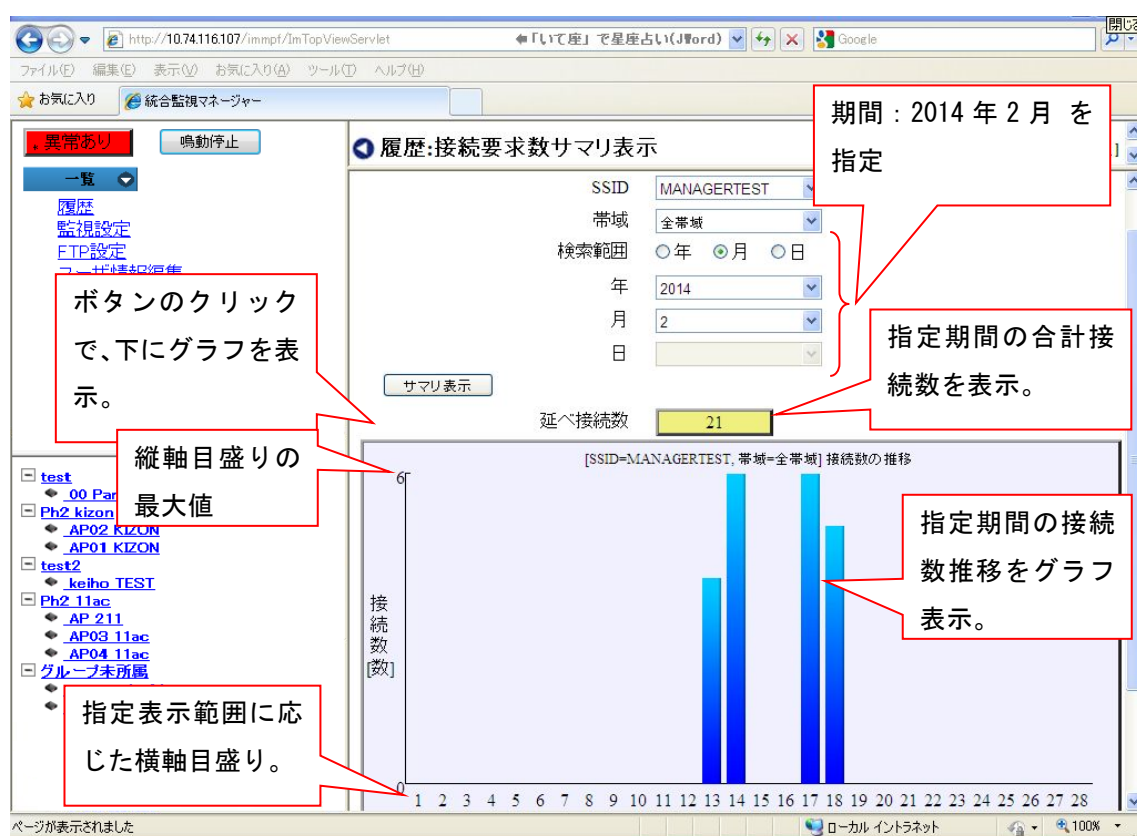 閉じる
http://10.74.116.107/immpf/ImTopViewServlet
「いて座」で星座占い(JWord)
Google
ファイル(F) 編集(E) 表示(V) お気に入り(A) ツール(T) ヘルプ(H)
お気に入り
統合監視マネージャー
異常あり
鳴動停止
一覧
履歴
監視設定
FTP設定
ユーザ情報編集
履歴:接続要求数サマリ表示
期間：2014 年 2 月 を
指定
SSID MANAGERTEST
帯域 全帯域
検索範囲 年 月 日
年 2014
月 2
日
サマリ表示
延べ接続数 21
ボタンのクリック
で、下にグラフを表
示。
指定期間の合計接
続数を表示。
縦軸目盛りの
最大値
[SSID=MANAGERTEST, 帯域=全帯域] 接続数の推移
6
接続数[数]
0
1 2 3 4 5 6 7 8 9 10 11 12 13 14 15 16 17 18 19 20 21 22 23 24 25 26 27 28
指定期間の接続
数推移をグラフ
表示。
test
00 Par
Ph2 kizon
AP02 KIZON
AP01 KIZON
test2
keiho TEST
Ph2 11ac
AP 211
AP03 11ac
AP04 11ac
グループ未所属
指定表示範囲に応
じた横軸目盛り。
ページが表示されました
ローカル イントラネット
100%